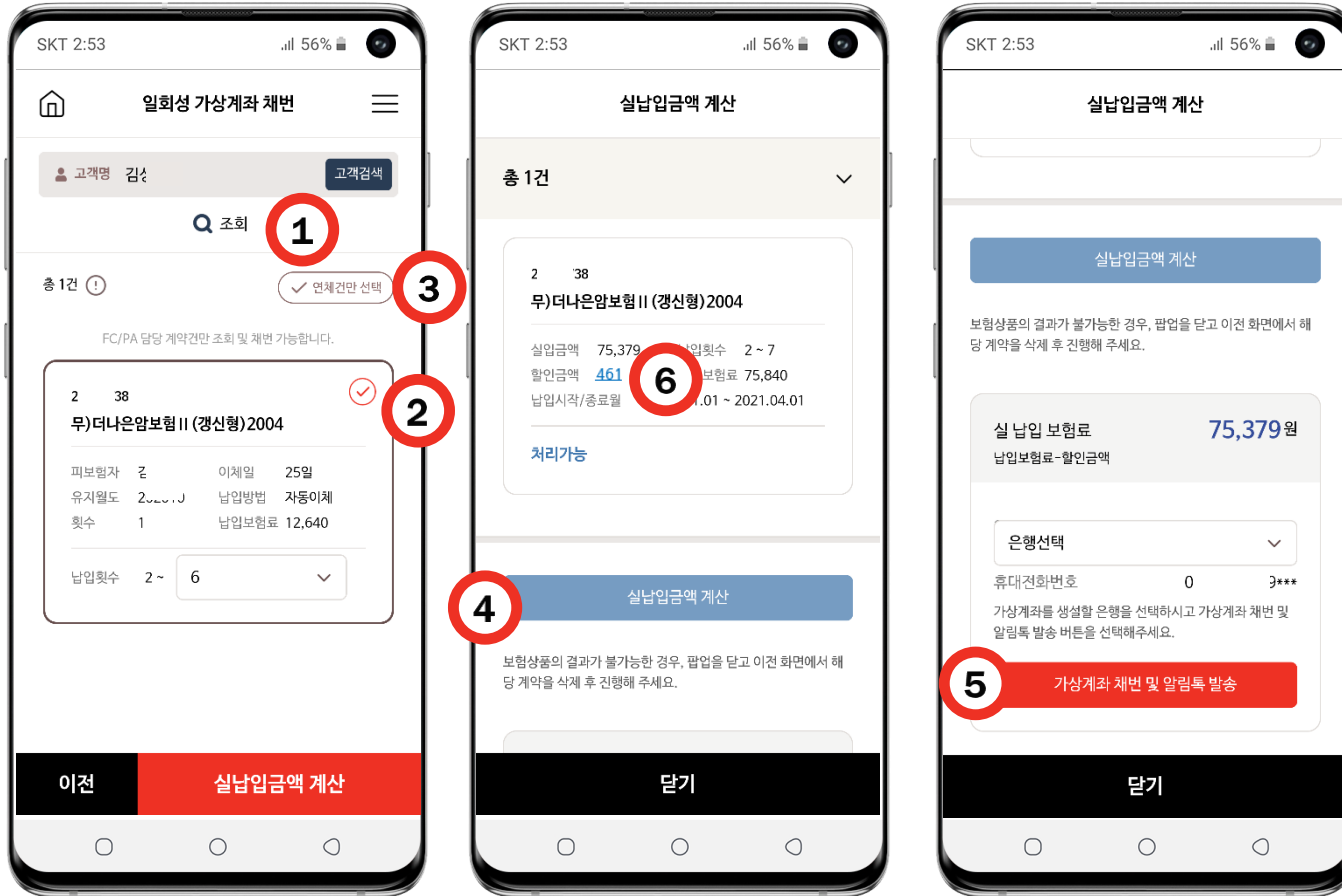 SKT 2:53
56%
일회성 가상계좌 채번
고객명
고객검색
조회
1
총 1건
연체건만 선택
3
FC/PA 담당 계약건만 조회 및 채번 가능합니다.
2 38
2
무)더나은암보험Ⅱ(갱신형)2004
피보험자 이체일 25일
유지월도 납입방법 자동이체
횟수 1 납입보험료 12,640
납입횟수 2 ~ 6
이전
실납입금액 계산
SKT 2:53
56%
실납입금액 계산
총 1건
2 '38
무)더나은암보험Ⅱ(갱신형)2004
실입금액 75,379 납입횟수 2 ~ 7
할인금액 461 보험료 75,840
6
납입시작/종료월 .01 ~ 2021.04.01
처리가능
4
실납입금액 계산
보험상품의 결과가 불가능한 경우, 팝업을 닫고 이전 화면에서 해
당 계약을 삭제 후 진행해 주세요.
닫기
SKT 2:53
56%
실납입금액 계산
실납입금액 계산
보험상품의 결과가 불가능한 경우, 팝업을 닫고 이전 화면에서 해
당 계약을 삭제 후 진행해 주세요.
실 납입 보험료 75,379원
납입보험료-할인금액
은행선택
휴대전화번호 0 9***
가상계좌를 생설할 은행을 선택하시고 가상계좌 채번 및
알림톡 발송 버튼을 선택해주세요.
5
가상계좌 채번 및 알림톡 발송
닫기